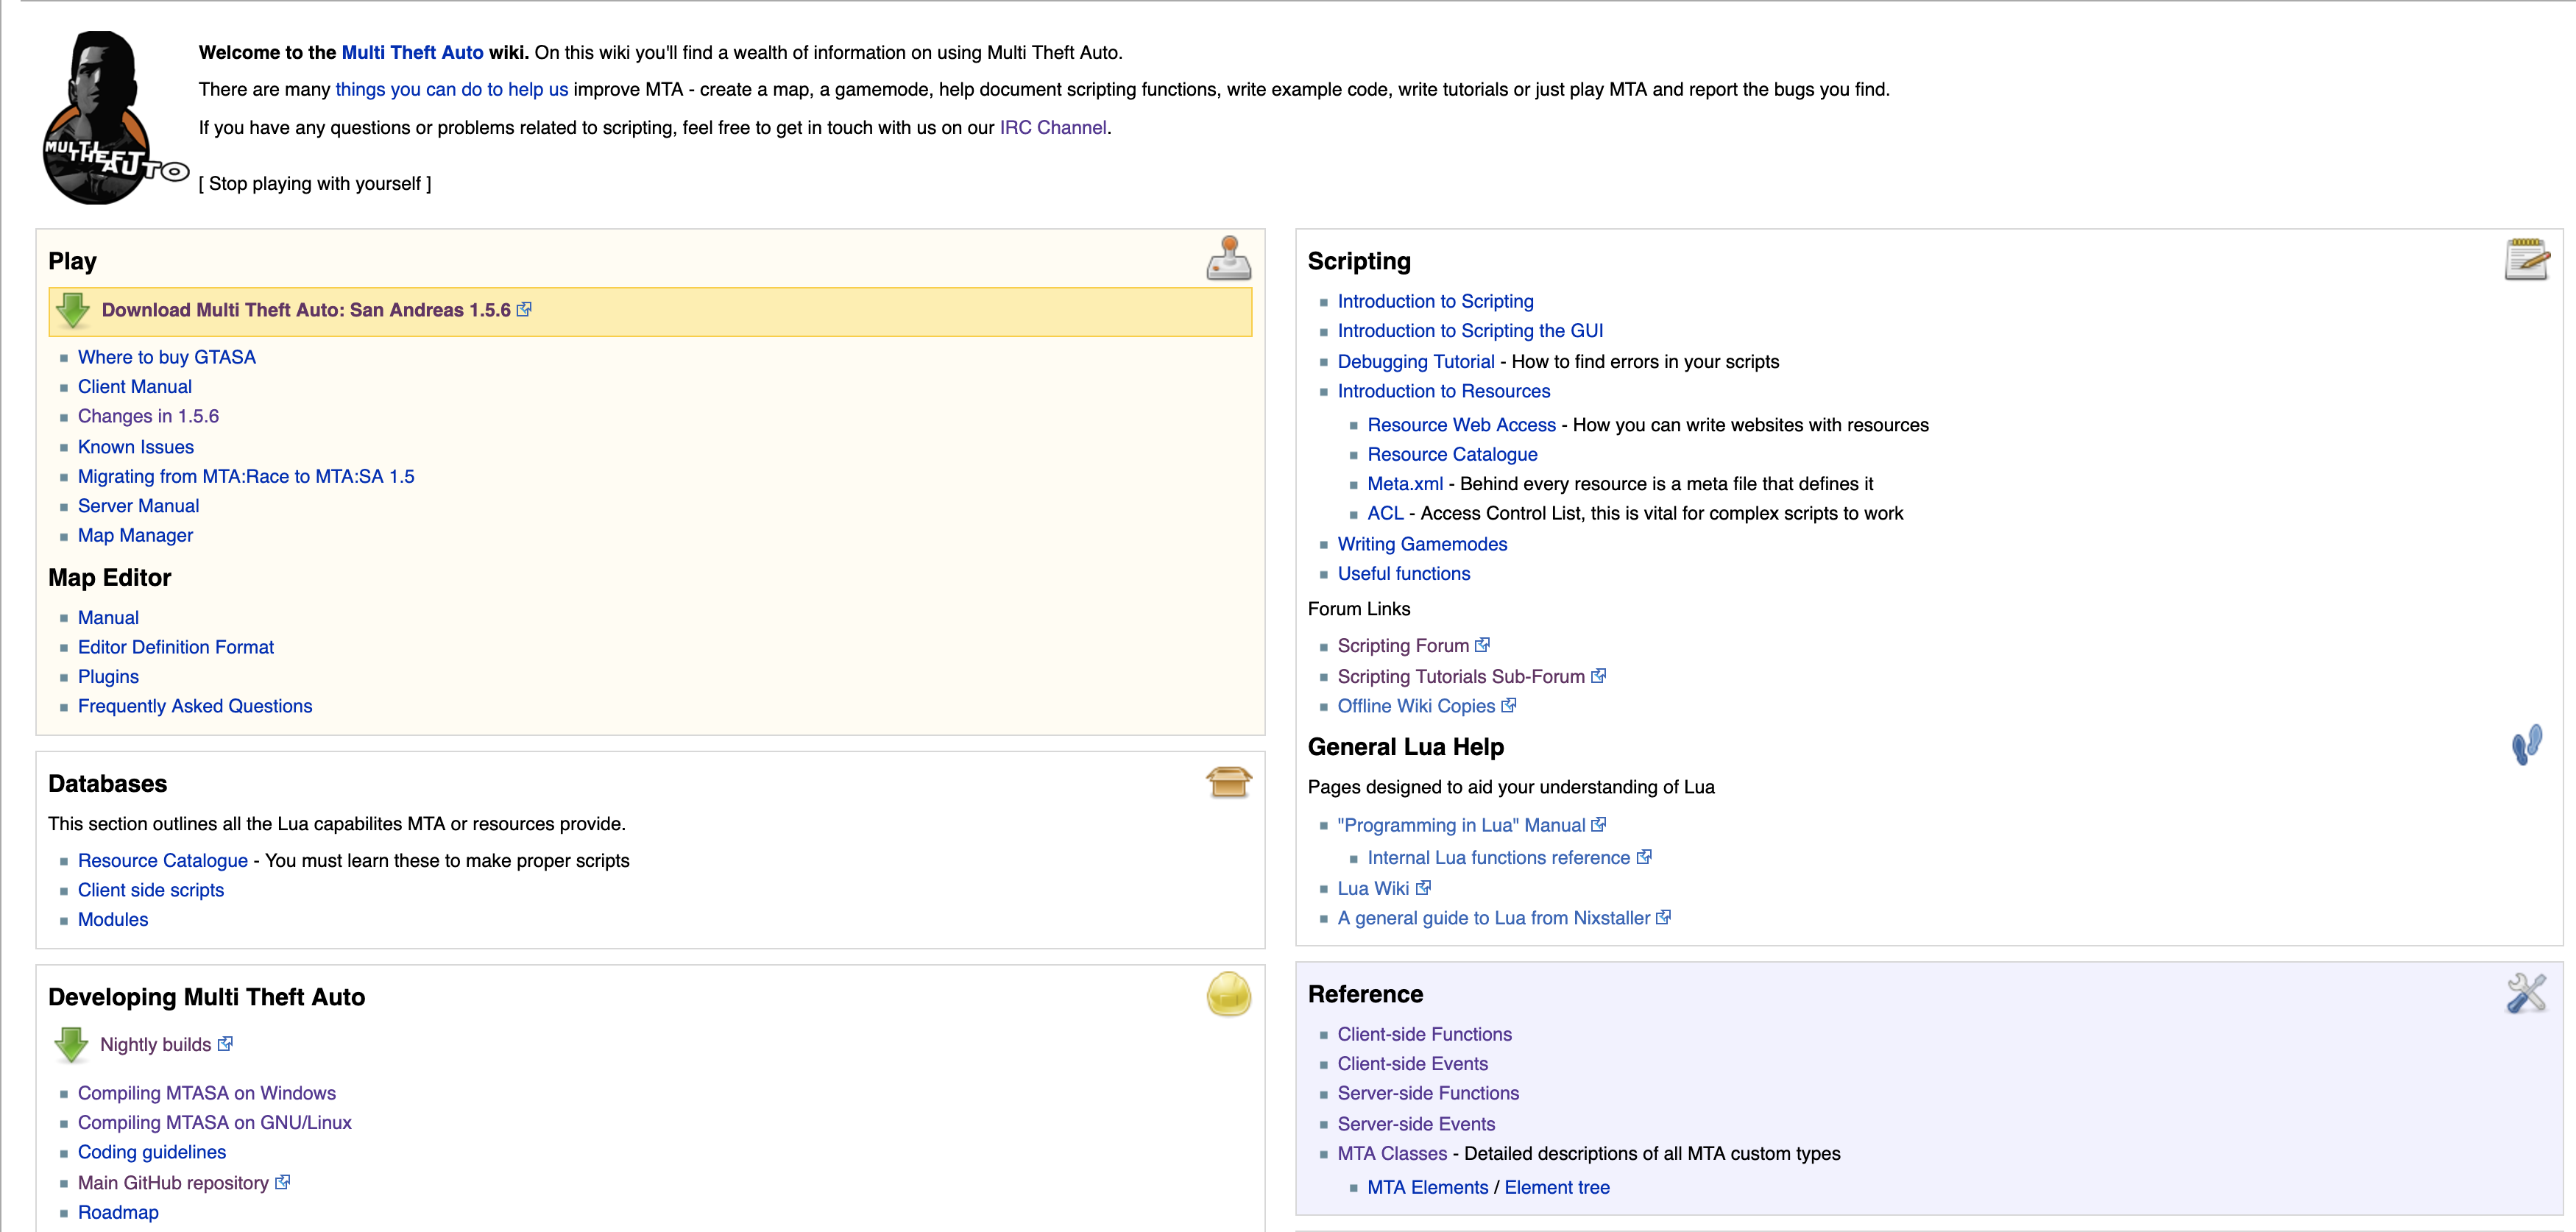 Welcome to the Multi Theft Auto wiki. On this wiki you'll find a wealth of information on using Multi Theft Auto.
There are many things you can do to help us improve MTA - create a map, a gamemode, help document scripting functions, write example code, write tutorials or just play MTA and report the bugs you find.
If you have any questions or problems related to scripting, feel free to get in touch with us on our IRC Channel.
MULTI THEFT AUTO
[ Stop playing with yourself ]
Play
Download Multi Theft Auto: San Andreas 1.5.6
Where to buy GTASA
Client Manual
Changes in 1.5.6
Known Issues
Migrating from MTA:Race to MTA:SA 1.5
Server Manual
Map Manager
Map Editor
Manual
Editor Definition Format
Plugins
Frequently Asked Questions
Databases
This section outlines all the Lua capabilites MTA or resources provide.
Resource Catalogue - You must learn these to make proper scripts
Client side scripts
Modules
Developing Multi Theft Auto
Nightly builds
Compiling MTASA on Windows
Compiling MTASA on GNU/Linux
Coding guidelines
Main GitHub repository
Roadmap
Scripting
Introduction to Scripting
Introduction to Scripting the GUI
Debugging Tutorial - How to find errors in your scripts
Introduction to Resources
Resource Web Access - How you can write websites with resources
Resource Catalogue
Meta.xml - Behind every resource is a meta file that defines it
ACL - Access Control List, this is vital for complex scripts to work
Writing Gamemodes
Useful functions
Forum Links
Scripting Forum
Scripting Tutorials Sub-Forum
Offline Wiki Copies
General Lua Help
Pages designed to aid your understanding of Lua
"Programming in Lua" Manual
Internal Lua functions reference
Lua Wiki
A general guide to Lua from Nixstaller
Reference
Client-side Functions
Client-side Events
Server-side Functions
Server-side Events
MTA Classes - Detailed descriptions of all MTA custom types
MTA Elements / Element tree